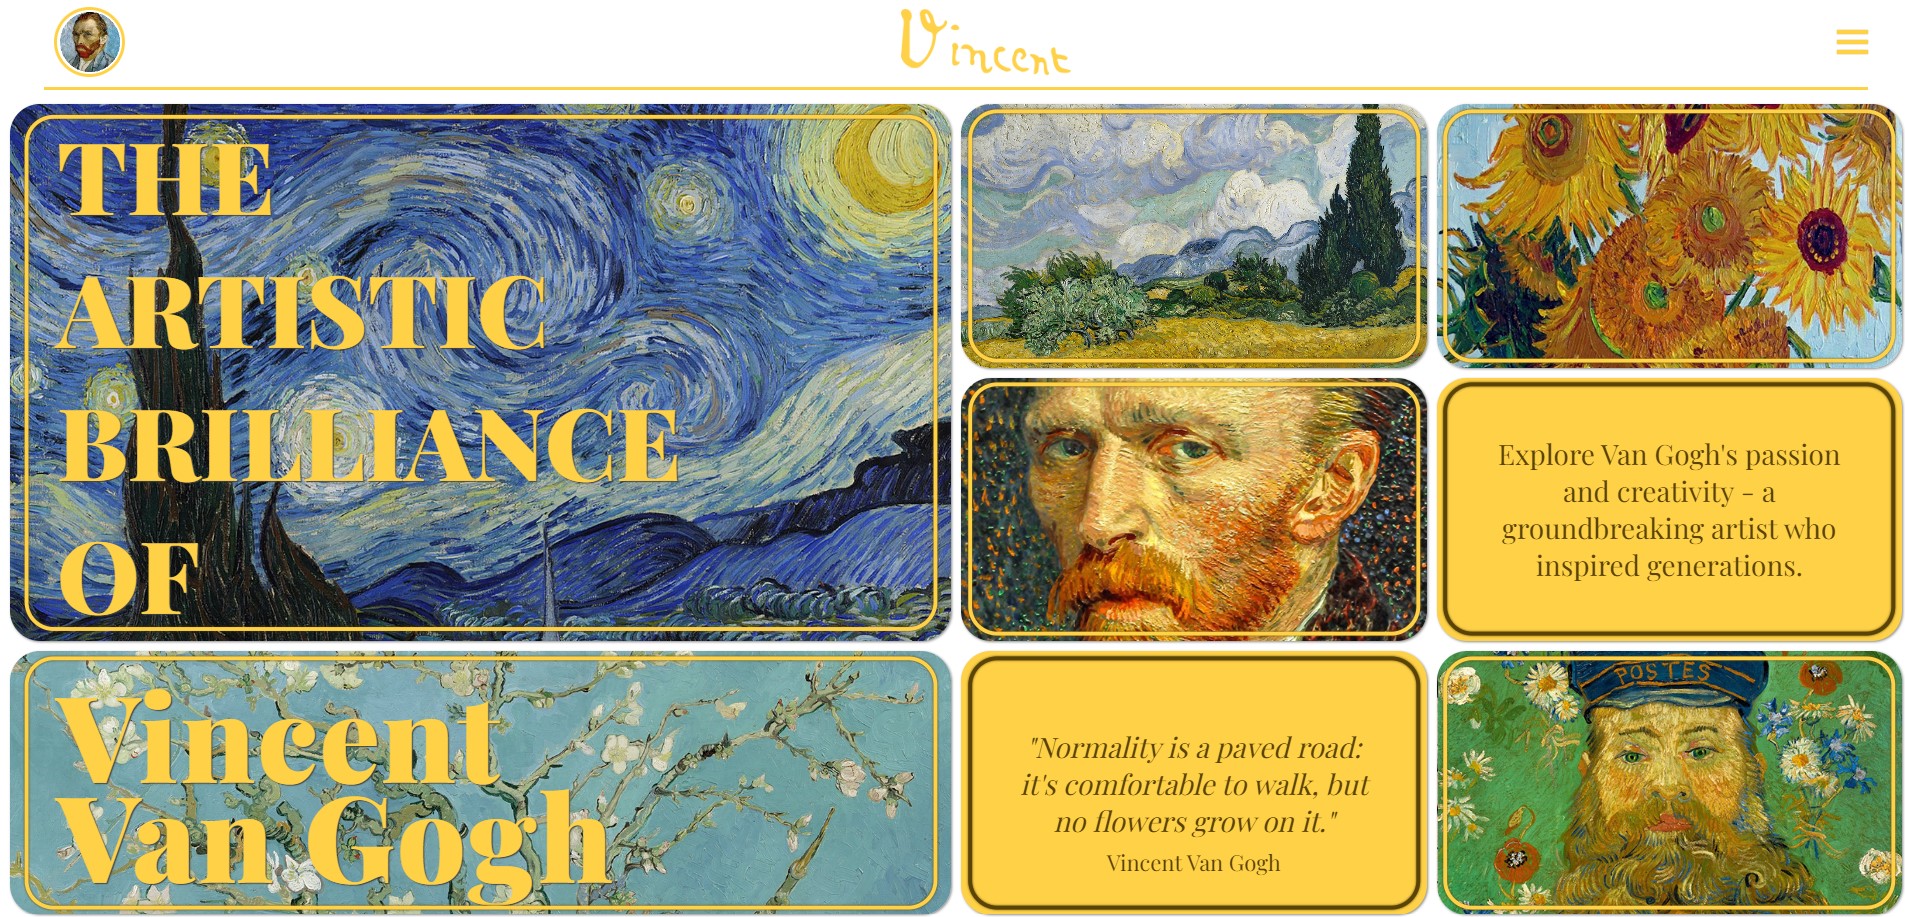 Vincent
THE
ARTISTIC
BRILLIANCE
OF
Vincent
Van Gogh
Explore Van Gogh's passion
and creativity - a
groundbreaking artist who
inspired generations.
"Normality is a paved road:
it's comfortable to walk, but
no flowers grow on it."
Vincent Van Gogh
POSTES